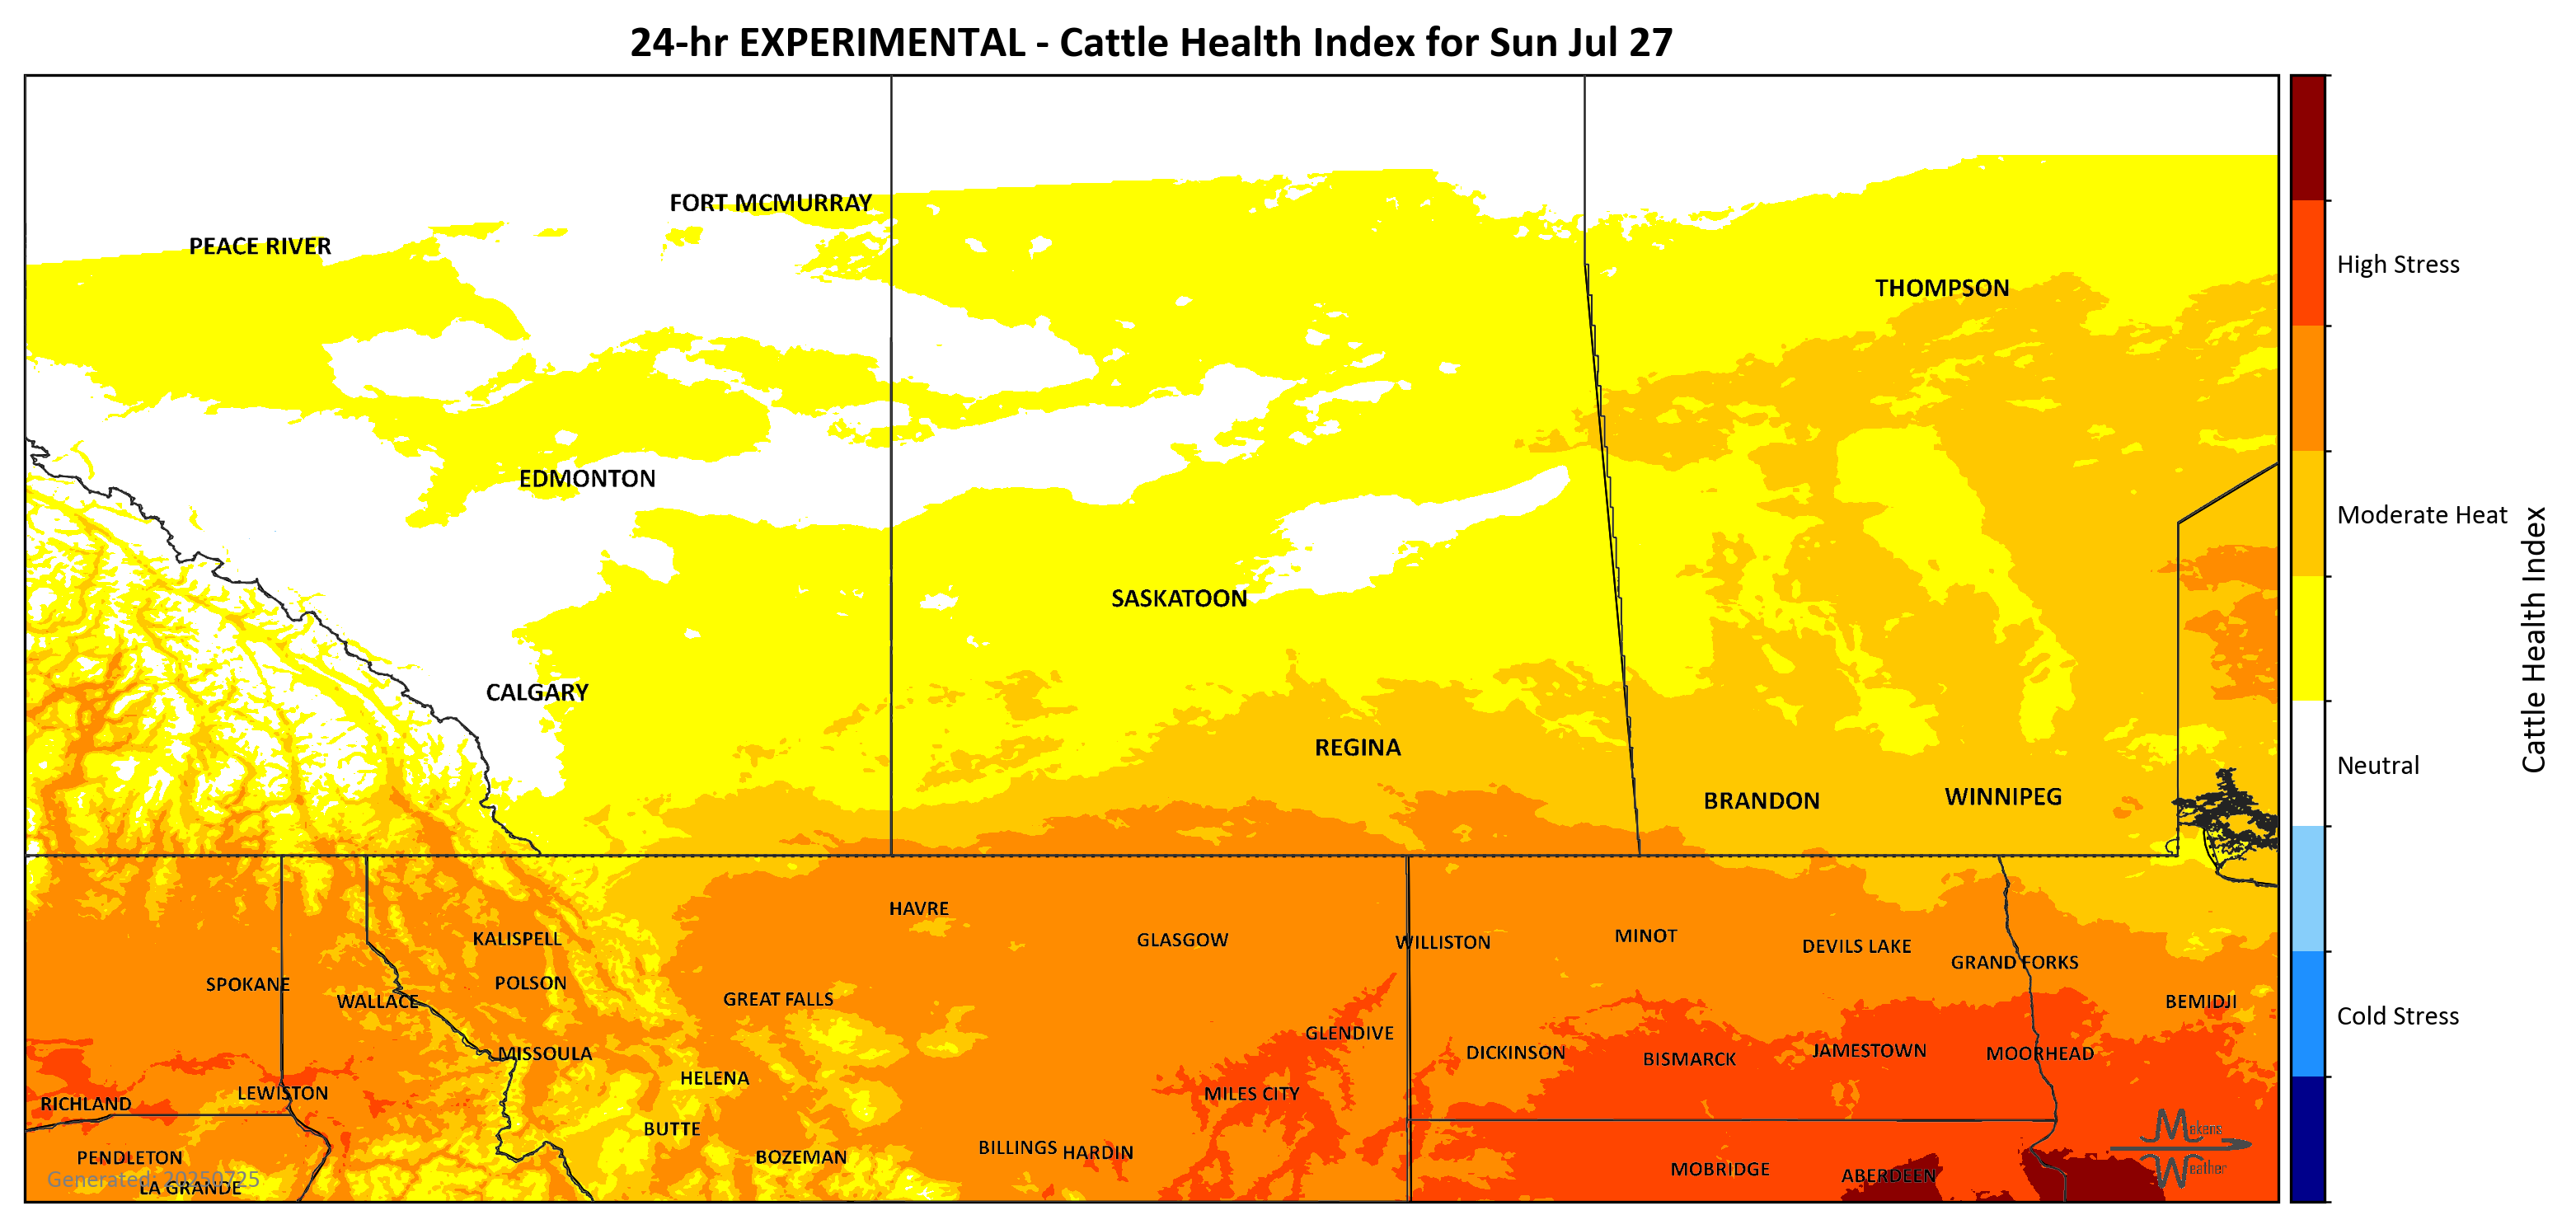 24-hr EXPERIMENTAL - Cattle Health Index for Sun Jul 27
FORT MCMURRAY
PEACE RIVER
THOMPSON
High Stress
EDMONTON
Moderate Heat
SASKATOON
Cattle Health Index
CALGARY
REGINA
Neutral
BRANDON
WINNIPEG
HAVRE
KALISPELL
GLASGOW
WILLISTON
MINOT
DEVILS LAKE
GRAND FORKS
SPOKANE
POLSON
WALLACE
GREAT FALLS
BEMIDJI
Cold Stress
GLENDIVE
MISSOULA
DICKINSON
BISMARCK
JAMESTOWN
MOORHEAD
HELENA
LEWISTON
MILES CITY
RICHLAND
BUTTE
Makens
Weather
BILLINGS
HARDIN
PENDLETON
BOZEMAN
MOBRIDGE
ABERDEEN
Generated: 20250725
LA GRANDE